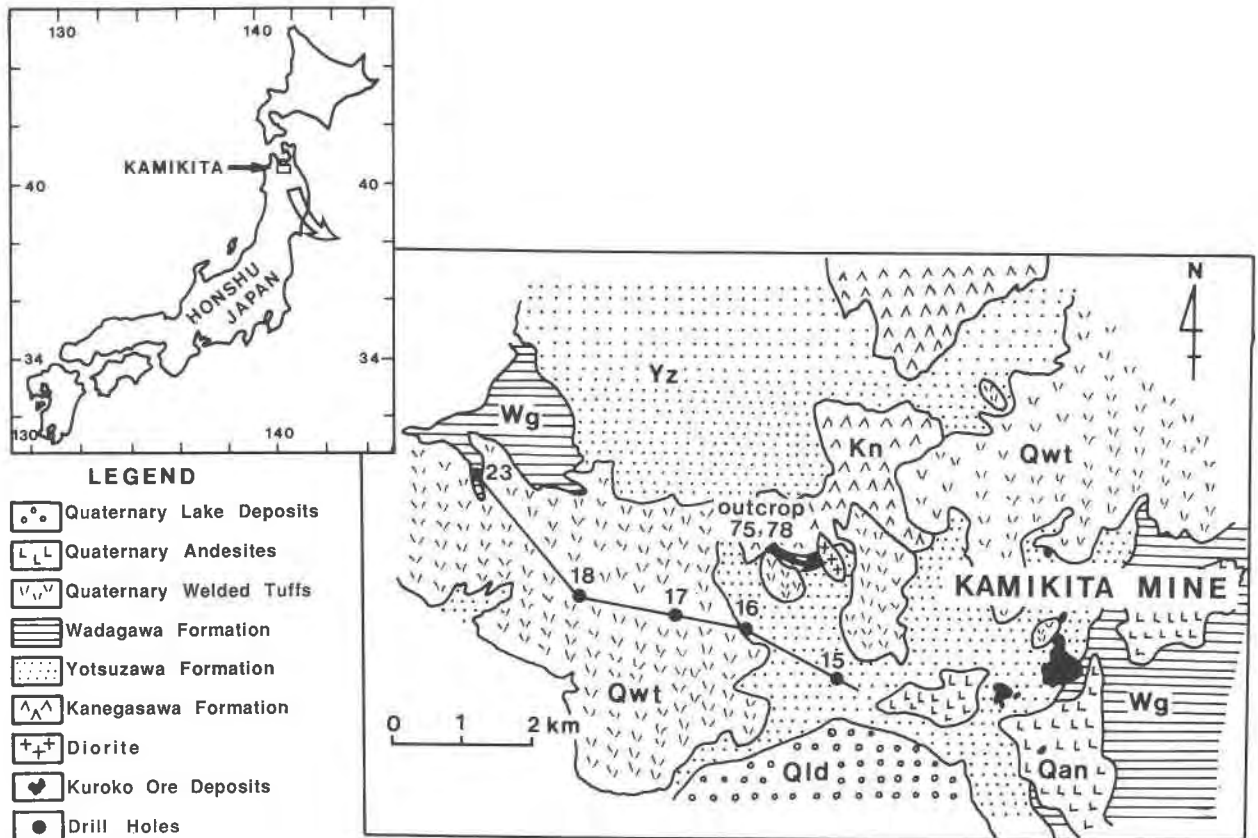 130
140
KAMIKITA
40
40
HONSHU
JAPAN
34
34
130
140
LEGEND
Quaternary Lake Deposits
Quaternary Andesites
Quaternary Welded Tuffs
Wadagawa Formation
Yotsuzawa Formation
Kanegasawa Formation
Diorite
Kuroko Ore Deposits
Drill Holes
N
Yz
Wg
Kn
Qwt
23
outcrop
75,78
18
17
16
15
KAMIKITA MINE
Qwt
Wg
0 1 2 km
Qld
Qan